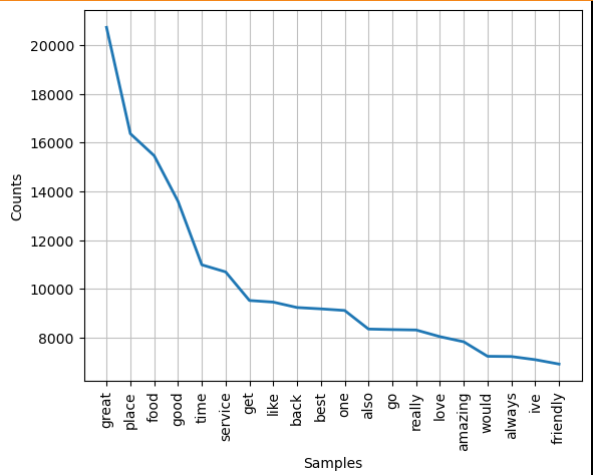 20000
18000
16000
14000
12000
10000
8000
Counts
great
place
food
good
time
service
get
like
back
best
one
also
go
really
love
amazing
would
always
ive
friendly
Samples